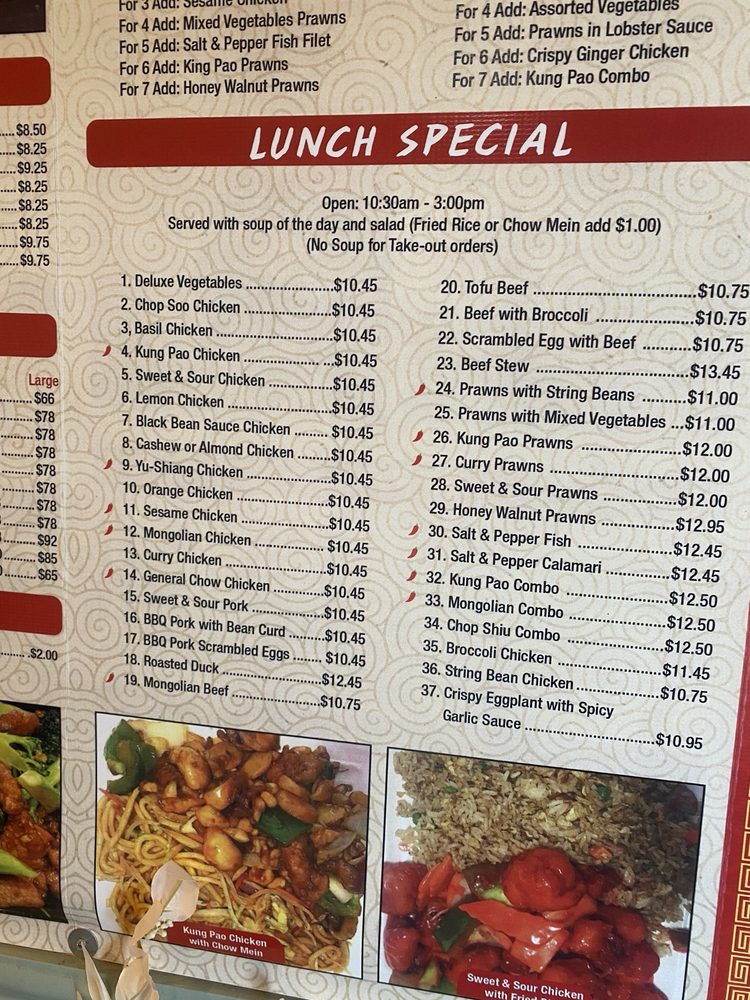 For 3 Add: Sesame Chicken
For 4 Add: Mixed Vegetables Prawns
For 5 Add: Salt & Pepper Fish Filet
For 6 Add: King Pao Prawns
For 7 Add: Honey Walnut Prawns
For 4 Add: Assorted Vegetables
For 5 Add: Prawns in Lobster Sauce
For 6 Add: Crispy Ginger Chicken
For 7 Add: Kung Pao Combo
$8.50
$8.25
$9.25
$8.25
$8.25
$8.25
$9.75
$9.75
Large
$66
$78
$78
$78
$78
$78
$78
$78
$92
$85
$65
$2.00
LUNCH SPECIAL
Open: 10:30am - 3:00pm
Served with soup of the day and salad (Fried Rice or Chow Mein add $1.00)
(No Soup for Take-out orders)
1. Deluxe Vegetables ......................$10.45
2. Chop Soo Chicken ......................$10.45
3, Basil Chicken ..............................$10.45
4. Kung Pao Chicken ................... ...$10.45
5. Sweet & Sour Chicken ................$10.45
6. Lemon Chicken ..........................$10.45
7. Black Bean Sauce Chicken ......... $10.45
8. Cashew or Almond Chicken .........$10.45
9. Yu-Shiang Chicken ......................$10.45
10. Orange Chicken ........................$10.45
11. Sesame Chicken .......................$10.45
12. Mongolian Chicken .................. $10.45
13. Curry Chicken ...........................$10.45
14. General Chow Chicken ..............$10.45
15. Sweet & Sour Pork ....................$10.45
16. BBQ Pork with Bean Curd .........$10.45
17. BBQ Pork Scrambled Eggs ....... $10.45
18. Roasted Duck ...........................$12.45
19. Mongolian Beef ........................$10.75
20. Tofu Beef ...................................$10.75
21. Beef with Broccoli .....................$10.75
22. Scrambled Egg with Beef ..........$10.75
23. Beef Stew ..................................$13.45
24. Prawns with String Beans .........$11.00
25. Prawns with Mixed Vegetables ...$11.00
26. Kung Pao Prawns .......................$12.00
27. Curry Prawns .............................$12.00
28. Sweet & Sour Prawns .................$12.00
29. Honey Walnut Prawns ................$12.95
30. Salt & Pepper Fish .....................$12.45
31. Salt & Pepper Calamari ..............$12.45
32. Kung Pao Combo .......................$12.50
33. Mongolian Combo ......................$12.50
34. Chop Shiu Combo ......................$12.50
35. Broccoli Chicken ........................$11.45
36. String Bean Chicken ..................$10.75
37. Crispy Eggplant with Spicy
Garlic Sauce ............................$10.95
Kung Pao Chicken
with Chow Mein
Sweet & Sour Chicken
with Fried